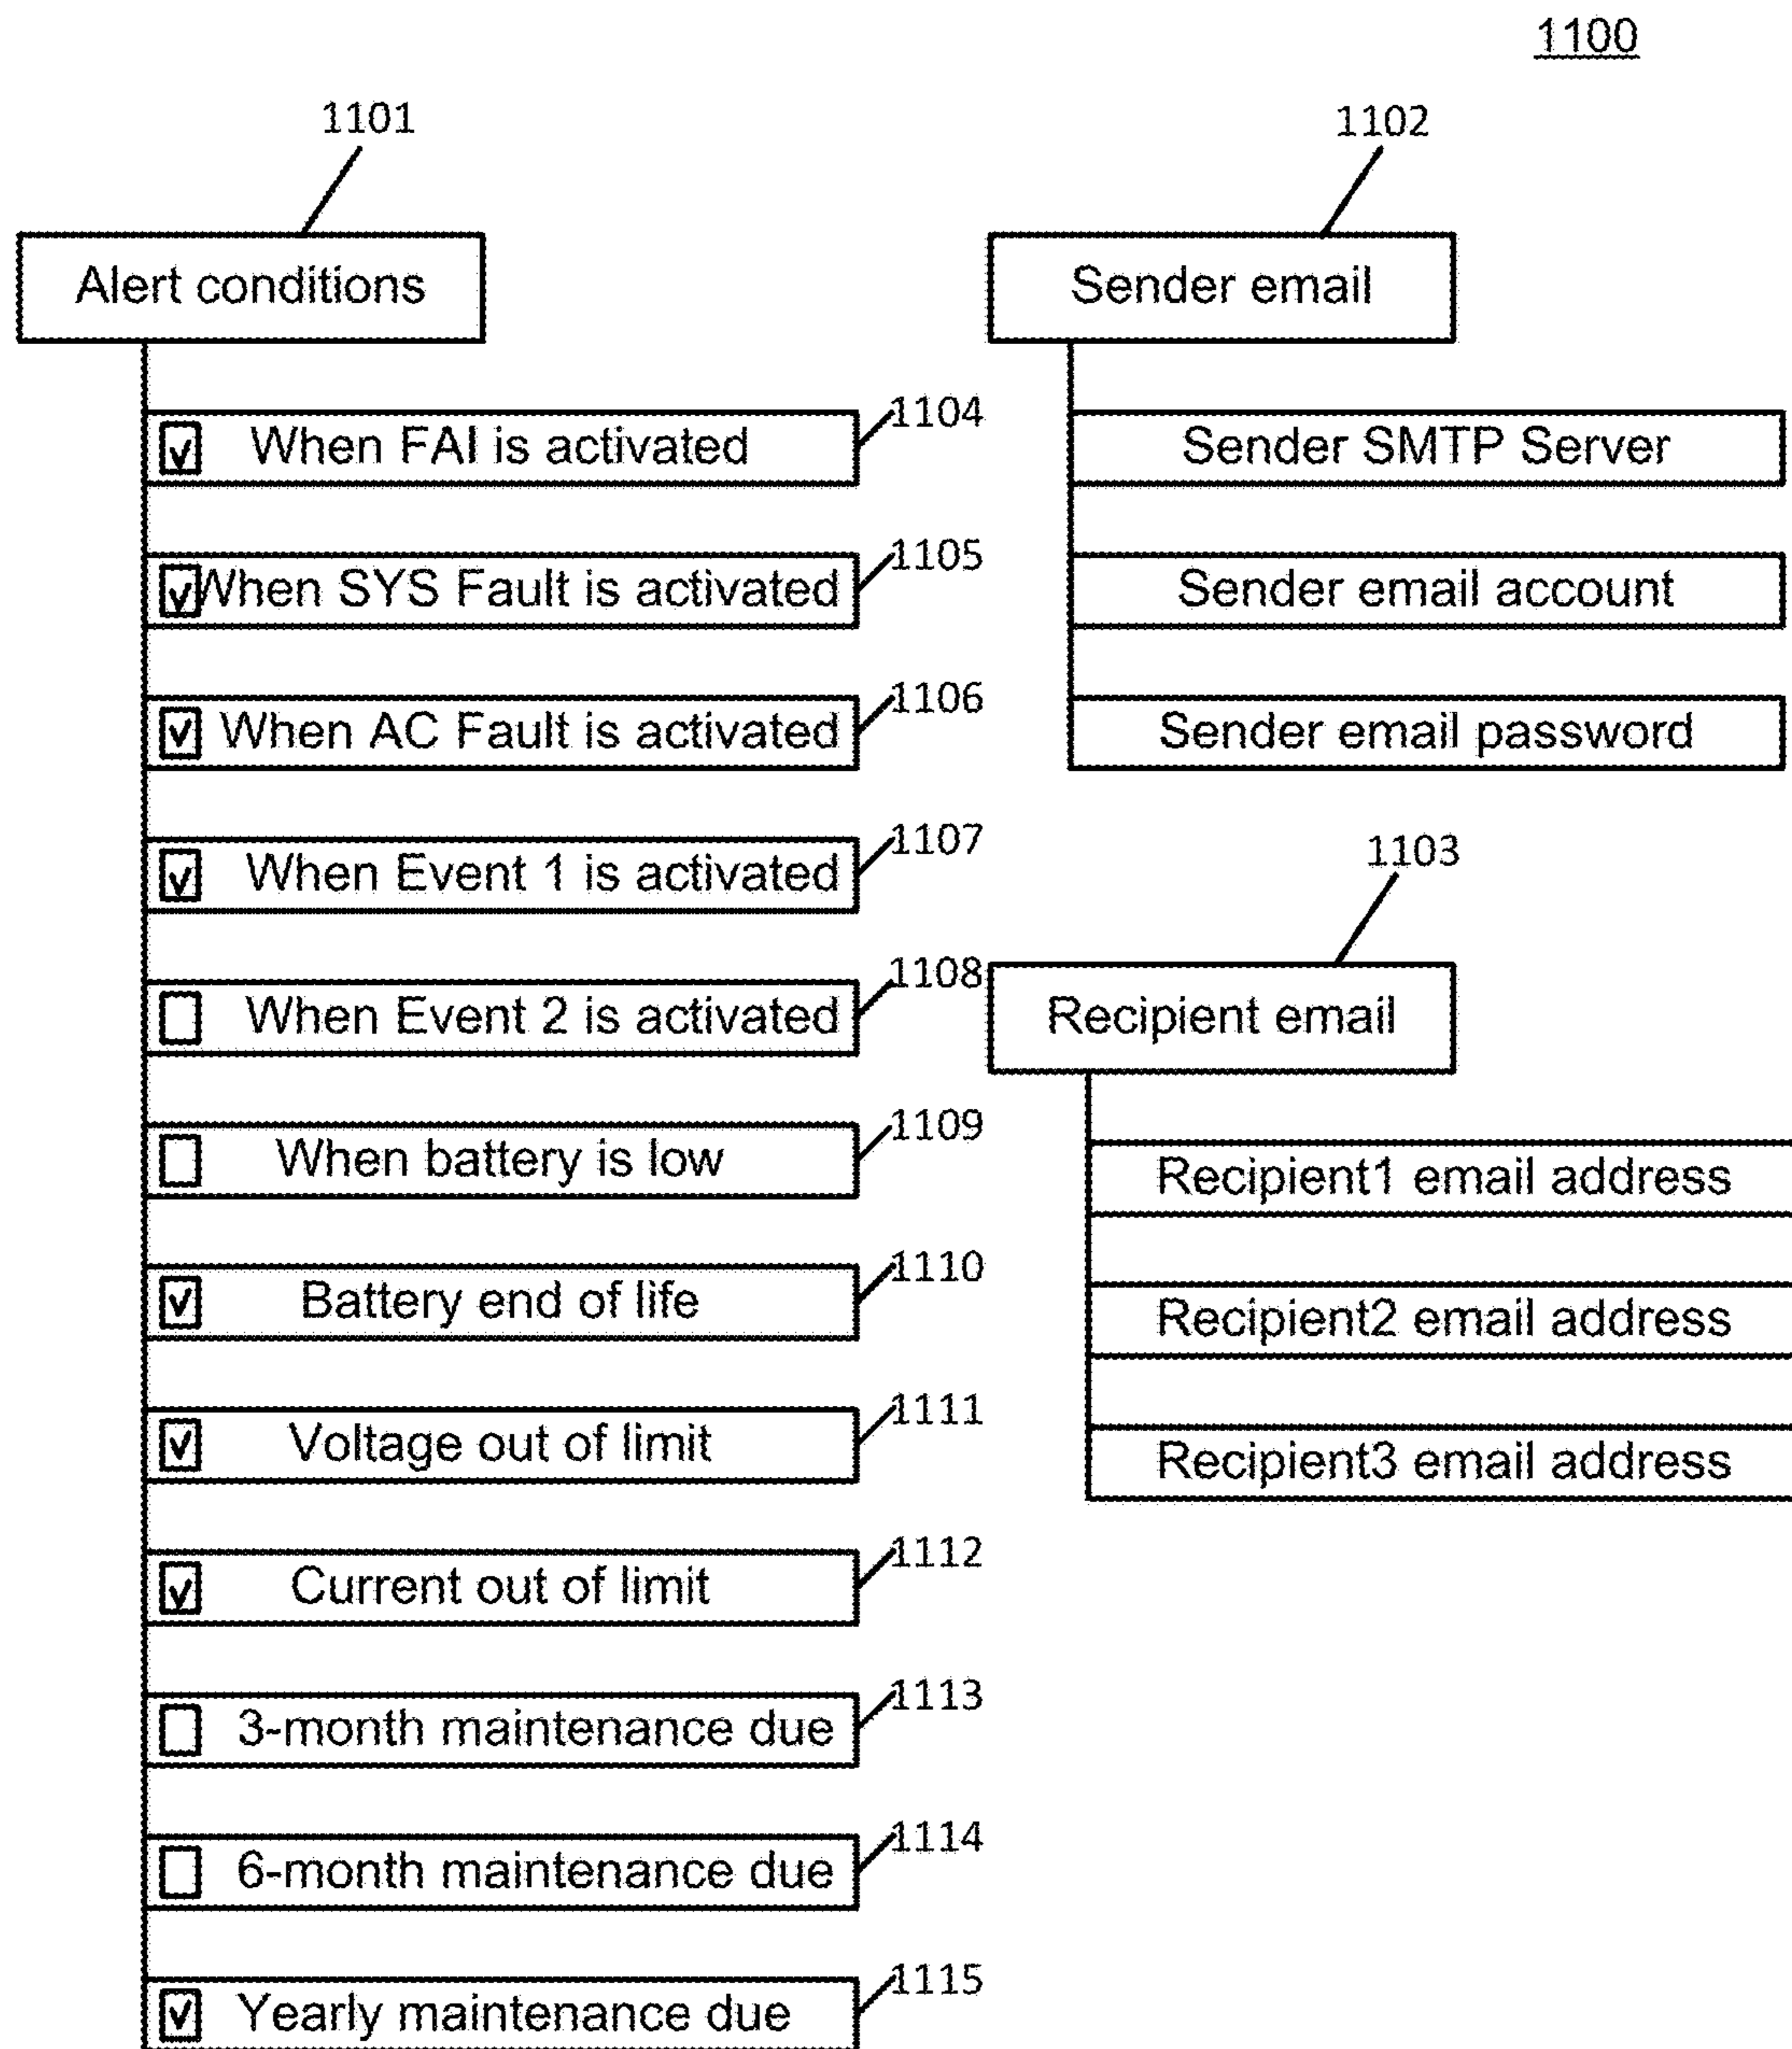 1100
1101
Alert conditions
1104
When FAI is activated
1105
When SYS Fault is activated
1106
When AC Fault is activated
1107
When Event 1 is activated
1108
When Event 2 is activated
1109
When battery is low
1110
Battery end of life
1111
Voltage out of limit
1112
Current out of limit
1113
3-month maintenance due
1114
6-month maintenance due
1115
Yearly maintenance due
1102
Sender email
Sender SMTP Server
Sender email account
Sender email password
1103
Recipient email
Recipient1 email address
Recipient2 email address
Recipient3 email address